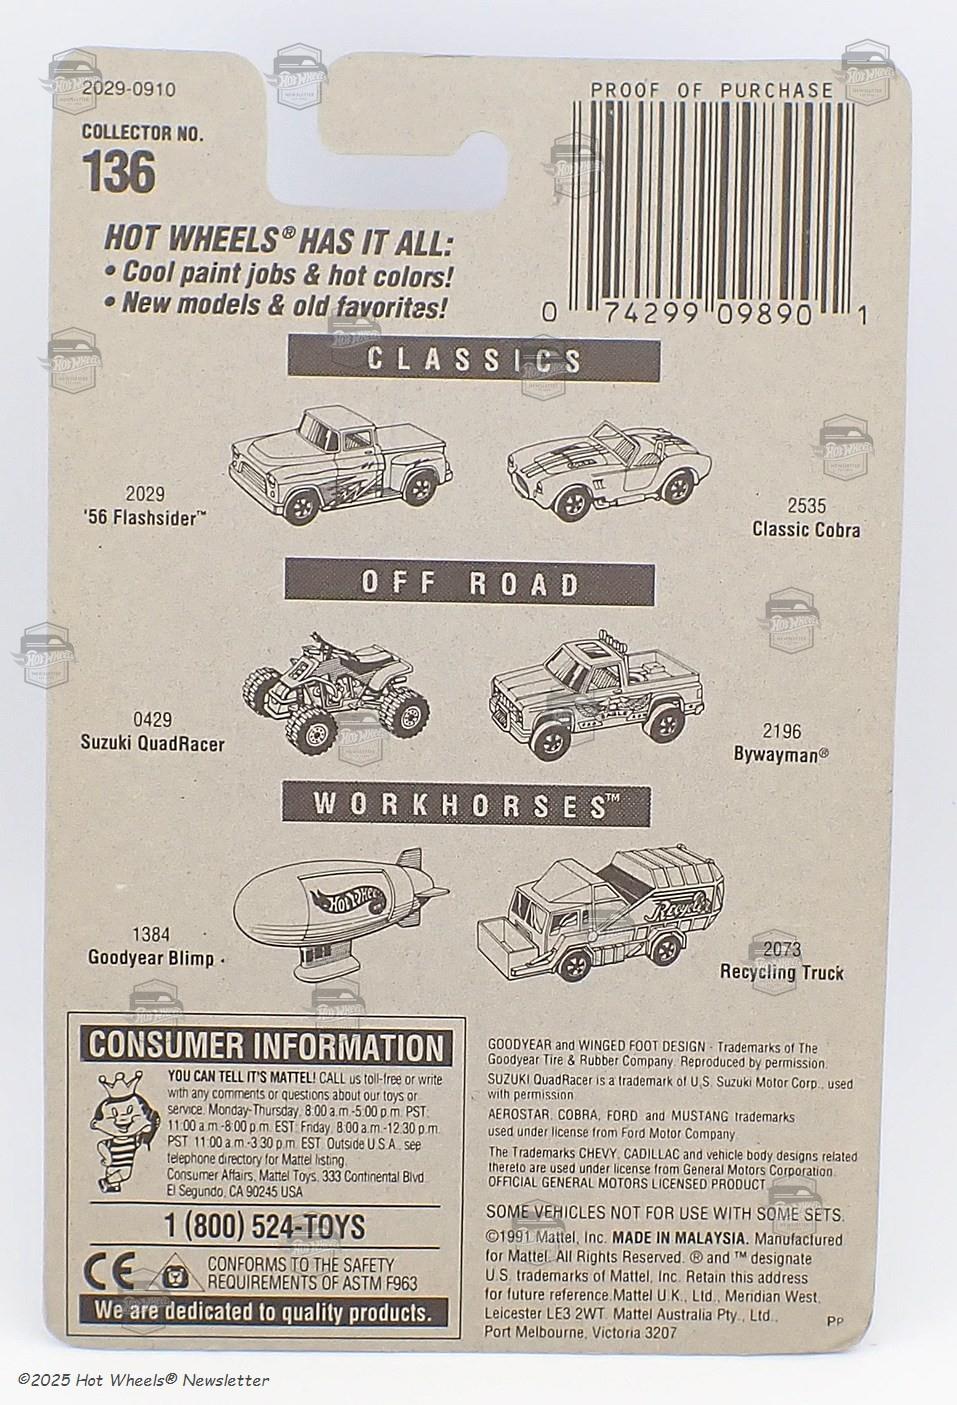 2029-0910
COLLECTOR NO.
136
PROOF OF PURCHASE
0 74299 09890 1
HOT WHEELS® HAS IT ALL:
• Cool paint jobs & hot colors!
• New models & old favorites!
CLASSICS
2029
'56 Flashsider™
2535
Classic Cobra
OFF ROAD
0429
Suzuki QuadRacer
2196
Bywayman®
WORKHORSES™
HOT WHEELS
Recycler
1384
Goodyear Blimp
2073
Recycling Truck
CONSUMER INFORMATION
YOU CAN TELL IT'S MATTEL! CALL us toll-free or write
with any comments or questions about our toys or
service. Monday-Thursday, 8:00 a.m.-5:00 p.m. PST.
11:00 a.m.-8:00 p.m. EST. Friday, 8:00 a.m.-12:30 p.m.
PST. 11:00 a.m.-3:30 p.m. EST. Outside U.S.A., see
telephone directory for Mattel listing.
Consumer Affairs, Mattel Toys, 333 Continental Blvd.
El Segundo, CA 90245 USA
1 (800) 524-TOYS
CE
CONFORMS TO THE SAFETY
REQUIREMENTS OF ASTM F963
We are dedicated to quality products.
GOODYEAR and WINGED FOOT DESIGN - Trademarks of The
Goodyear Tire & Rubber Company. Reproduced by permission.
SUZUKI QuadRacer is a trademark of U.S. Suzuki Motor Corp., used
with permission.
AEROSTAR, COBRA, FORD and MUSTANG trademarks
used under license from Ford Motor Company.
The Trademarks CHEVY, CADILLAC and vehicle body designs related
thereto are used under license from General Motors Corporation.
OFFICIAL GENERAL MOTORS LICENSED PRODUCT.
SOME VEHICLES NOT FOR USE WITH SOME SETS.
©1991 Mattel, Inc. MADE IN MALAYSIA. Manufactured
for Mattel. All Rights Reserved. ® and ™ designate
U.S. trademarks of Mattel, Inc. Retain this address
for future reference. Mattel U.K., Ltd., Meridian West,
Leicester LE3 2WT. Mattel Australia Pty., Ltd.,
Port Melbourne, Victoria 3207
PP
©2025 Hot Wheels® Newsletter